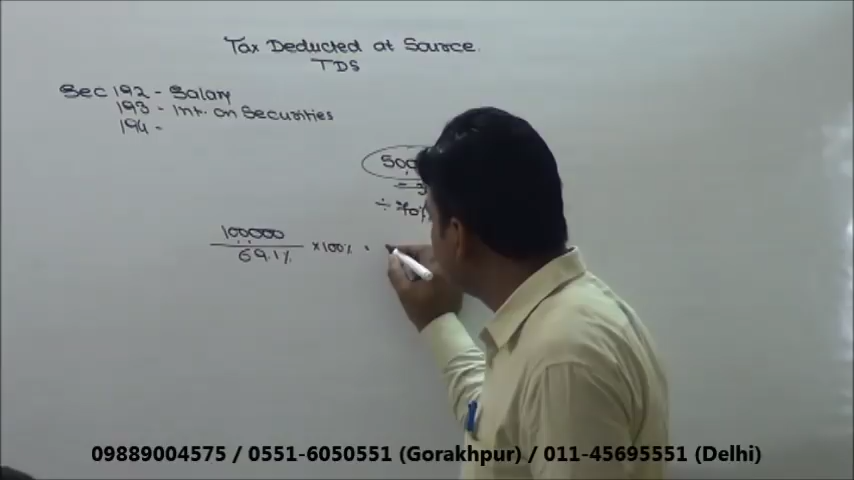 Tax Deducted at Source
TDS
Sec 192 - Salary
193 - Int. on Securities
194 -
500
÷ 70%
100000
69.1% ×100%
09889004575 / 0551-6050551 (Gorakhpur) / 011-45695551 (Delhi)